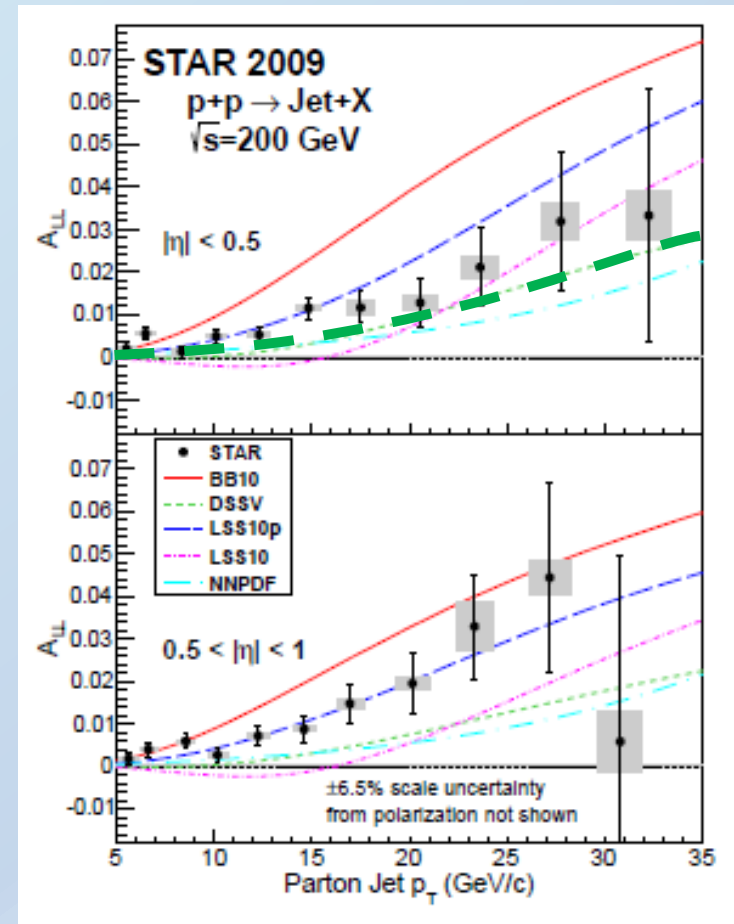 STAR 2009
p+p → Jet+X
√s=200 GeV
|η| < 0.5
A_LL
0.07
0.06
0.05
0.04
0.03
0.02
0.01
0
-0.01
STAR
BB10
DSSV
LSS10p
LSS10
NNPDF
0.5 < |η| < 1
A_LL
0.07
0.06
0.05
0.04
0.03
0.02
0.01
0
-0.01
±6.5% scale uncertainty
from polarization not shown
5 10 15 20 25 30 35
Parton Jet p_T (GeV/c)